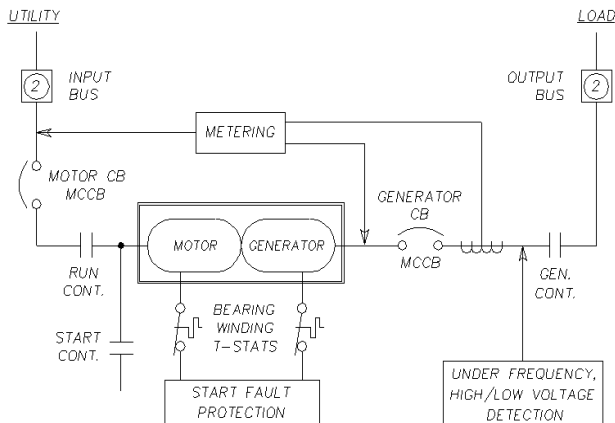 UTILITY
LOAD
2
INPUT
BUS
OUTPUT
BUS
2
METERING
MOTOR CB
MCCB
GENERATOR
CB
MCCB
MOTOR
GENERATOR
RUN
CONT.
GEN.
CONT.
START
CONT.
BEARING
WINDING
T-STATS
START FAULT
PROTECTION
UNDER FREQUENCY,
HIGH/LOW VOLTAGE
DETECTION